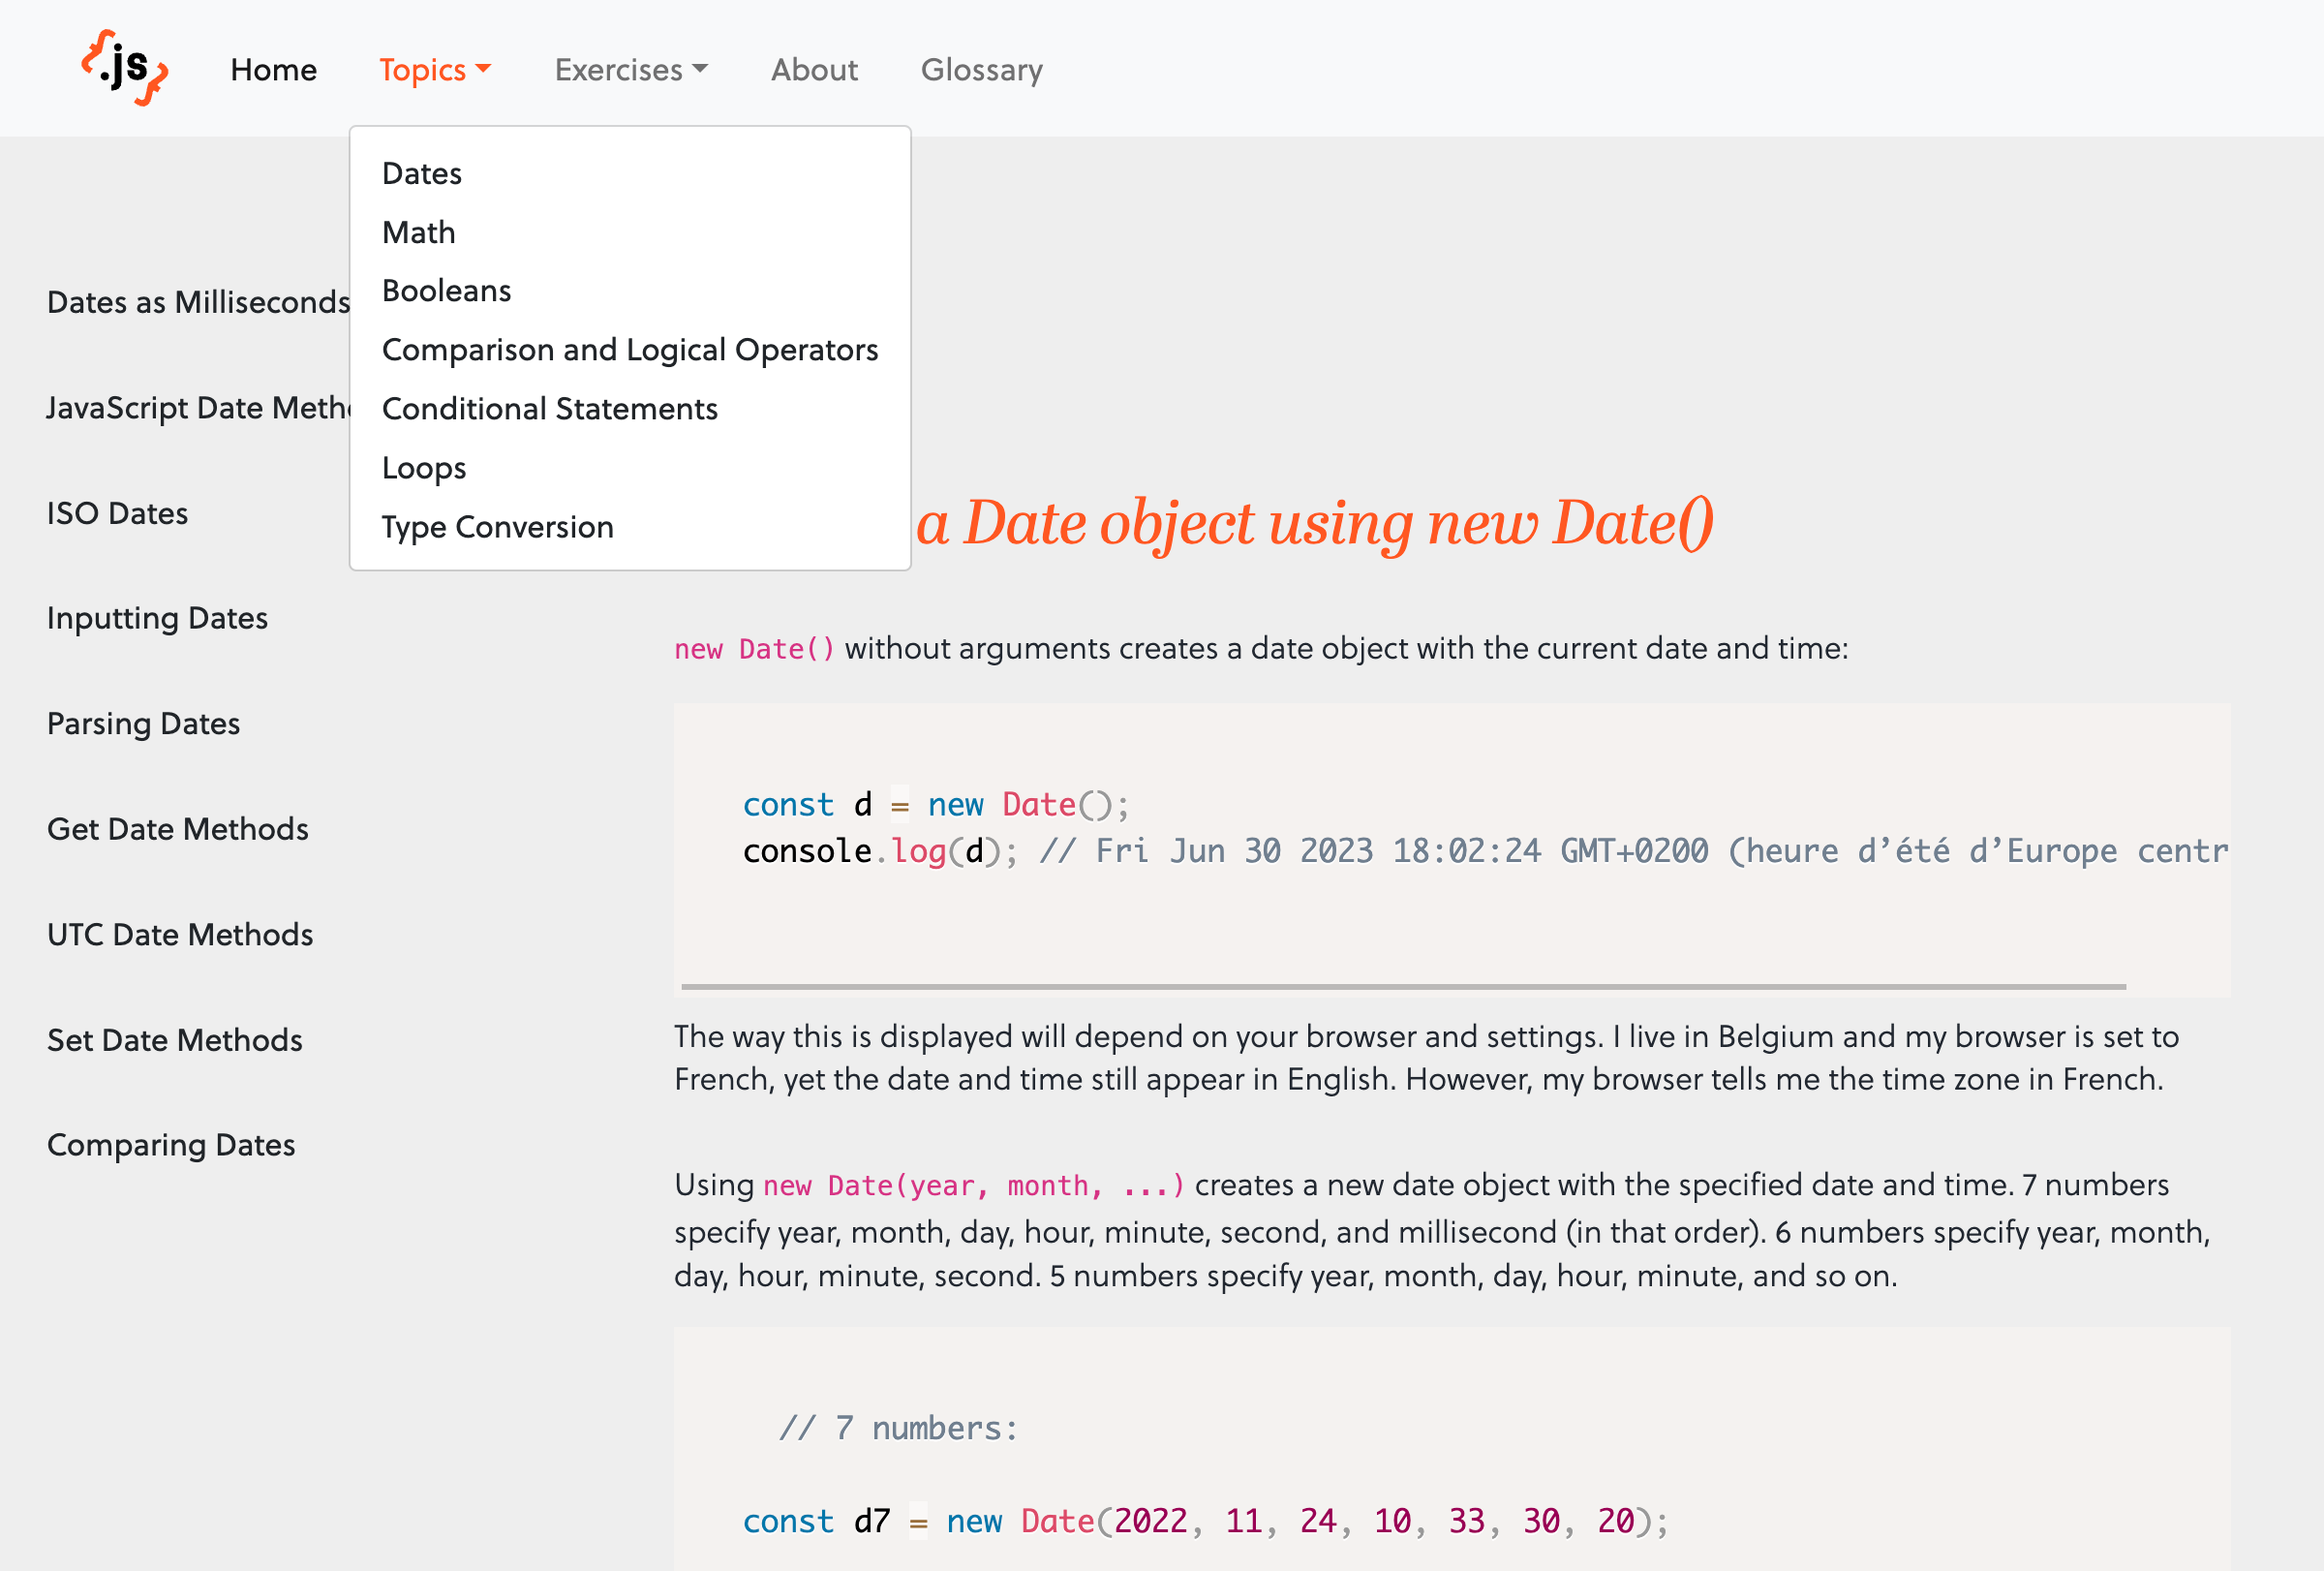 {.js}
Home Topics Exercises About Glossary
Dates
Math
Booleans
Comparison and Logical Operators
Conditional Statements
Loops
Type Conversion
Dates as Milliseconds
JavaScript Date
ISO Dates
Inputting Dates
Parsing Dates
Get Date Methods
UTC Date Methods
Set Date Methods
Comparing Dates
a Date object using new Date()
new Date() without arguments creates a date object with the current date and time:
const d = new Date();
console.log(d); // Fri Jun 30 2023 18:02:24 GMT+0200 (heure d’été d’Europe centr
The way this is displayed will depend on your browser and settings. I live in Belgium and my browser is set to
French, yet the date and time still appear in English. However, my browser tells me the time zone in French.
Using new Date(year, month, ...) creates a new date object with the specified date and time. 7 numbers
specify year, month, day, hour, minute, second, and millisecond (in that order). 6 numbers specify year, month,
day, hour, minute, second. 5 numbers specify year, month, day, hour, minute, and so on.
// 7 numbers:
const d7 = new Date(2022, 11, 24, 10, 33, 30, 20);